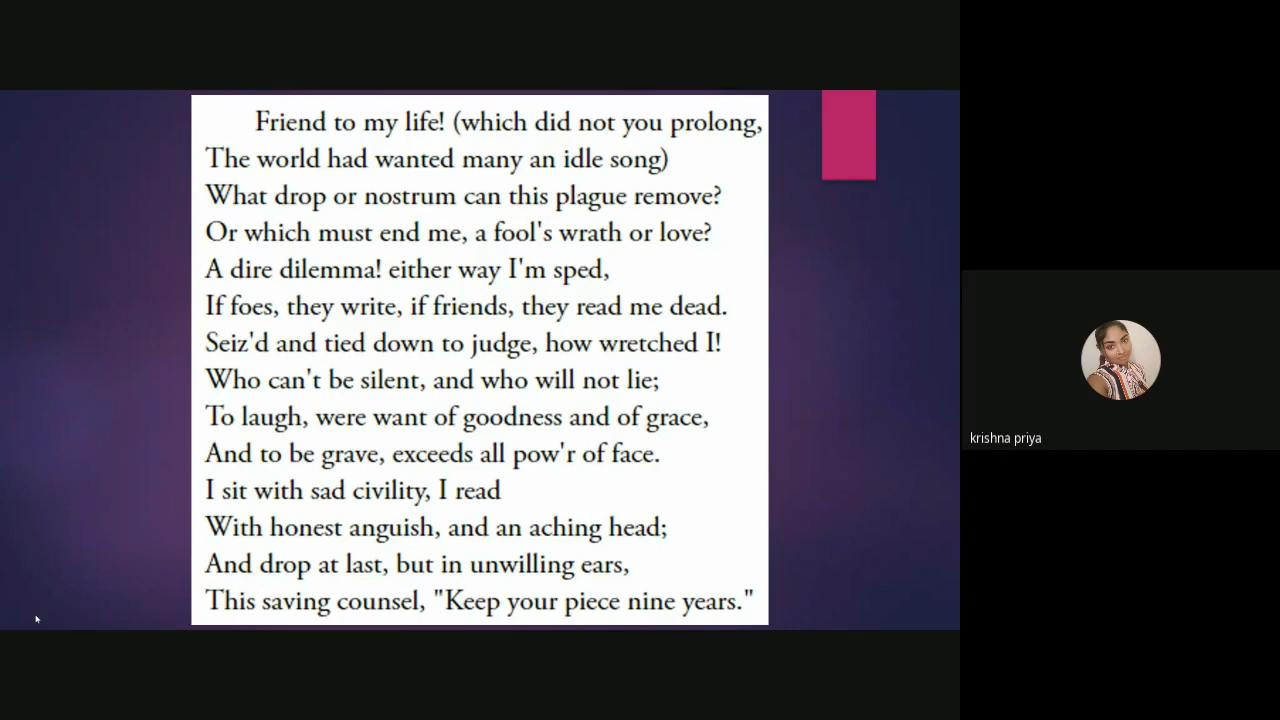 Friend to my life! (which did not you prolong,
The world had wanted many an idle song)
What drop or nostrum can this plague remove?
Or which must end me, a fool's wrath or love?
A dire dilemma! either way I'm sped,
If foes, they write, if friends, they read me dead.
Seiz'd and tied down to judge, how wretched I!
Who can't be silent, and who will not lie;
To laugh, were want of goodness and of grace,
And to be grave, exceeds all pow'r of face.
I sit with sad civility, I read
With honest anguish, and an aching head;
And drop at last, but in unwilling ears,
This saving counsel, "Keep your piece nine years."
krishna priya